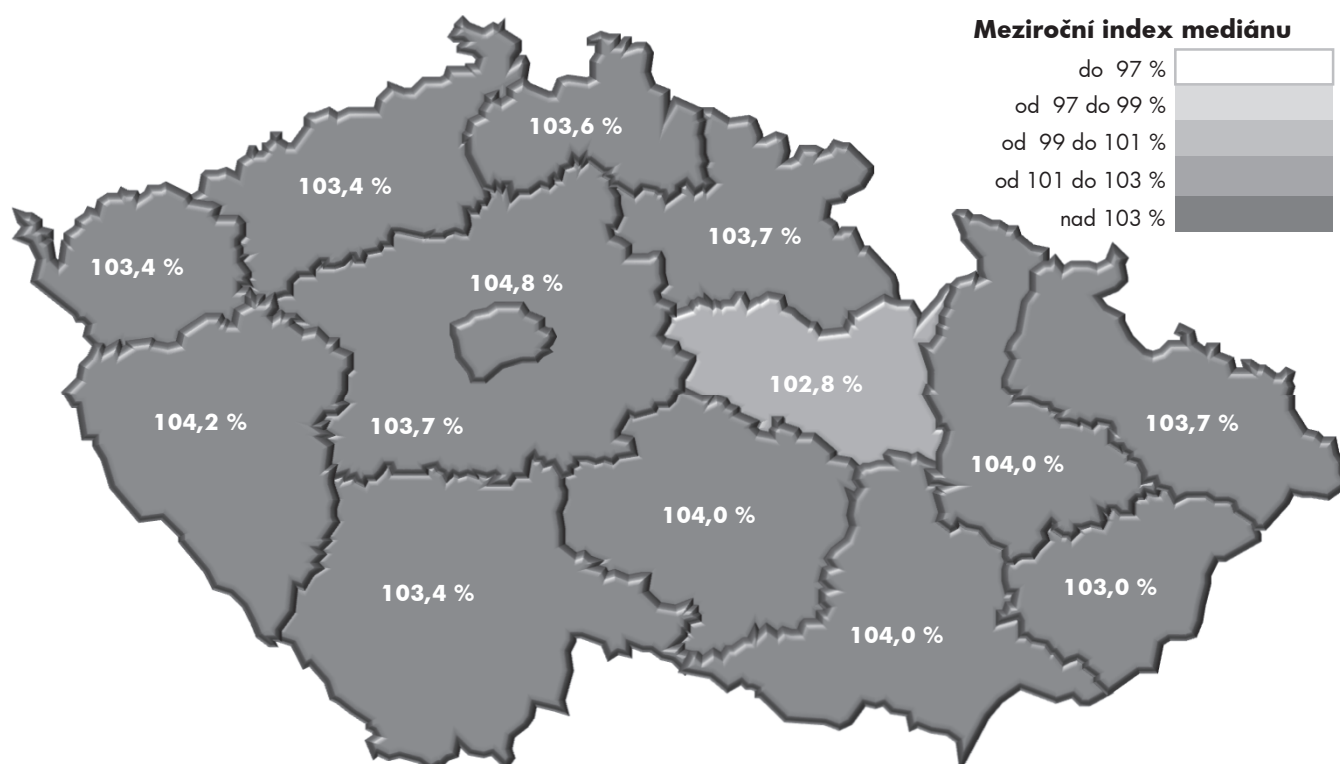 Meziroční index mediánu
do 97 %
od 97 do 99 %
od 99 do 101 %
od 101 do 103 %
nad 103 %
103,6 %
103,4 %
103,7 %
103,4 %
104,8 %
102,8 %
104,2 %
103,7 %
103,7 %
104,0 %
104,0 %
103,4 %
103,0 %
104,0 %